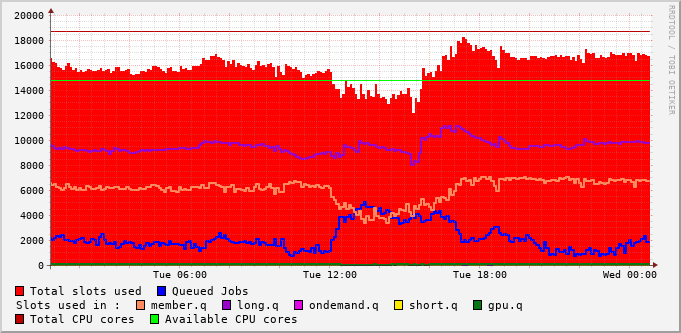 20000
18000
16000
14000
12000
10000
8000
6000
4000
2000
0
Tue 06:00 Tue 12:00 Tue 18:00 Wed 00:00
RRDTOOL / TOBI OETIKER
Total slots used Queued Jobs
Slots used in : member.q long.q ondemand.q short.q gpu.q
Total CPU cores Available CPU cores